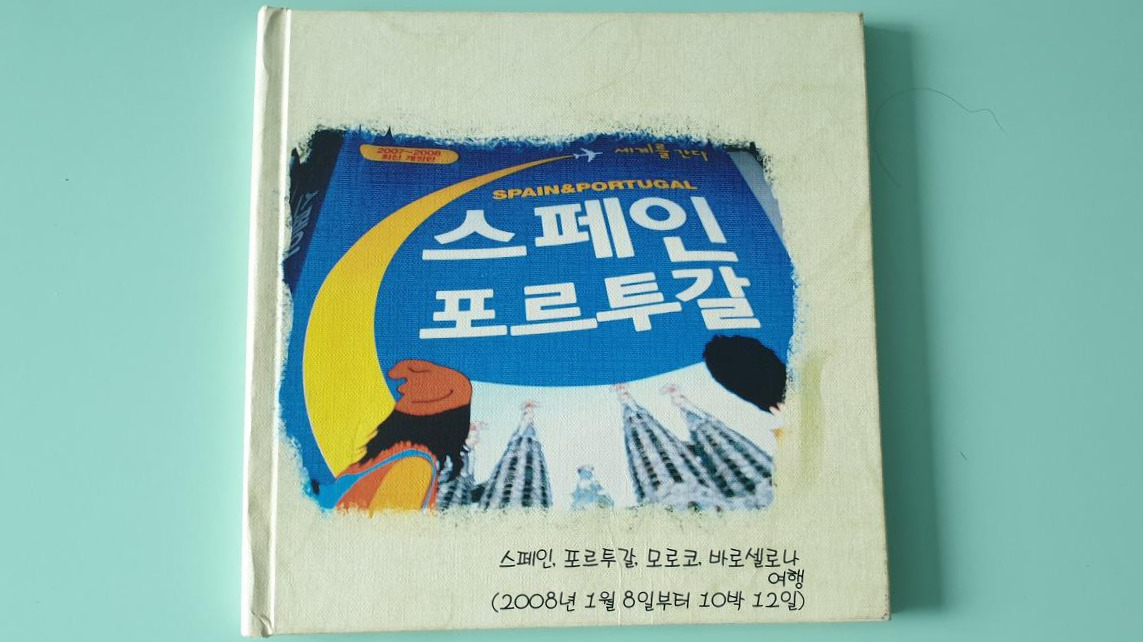 2007~2008
최신 개정판
세계를 간다
SPAIN&PORTUGAL
스페인
포르투갈
스페인, 포르투갈, 모로코, 바로셀로나
여행
(2008년 1월 8일부터 10박 12일)